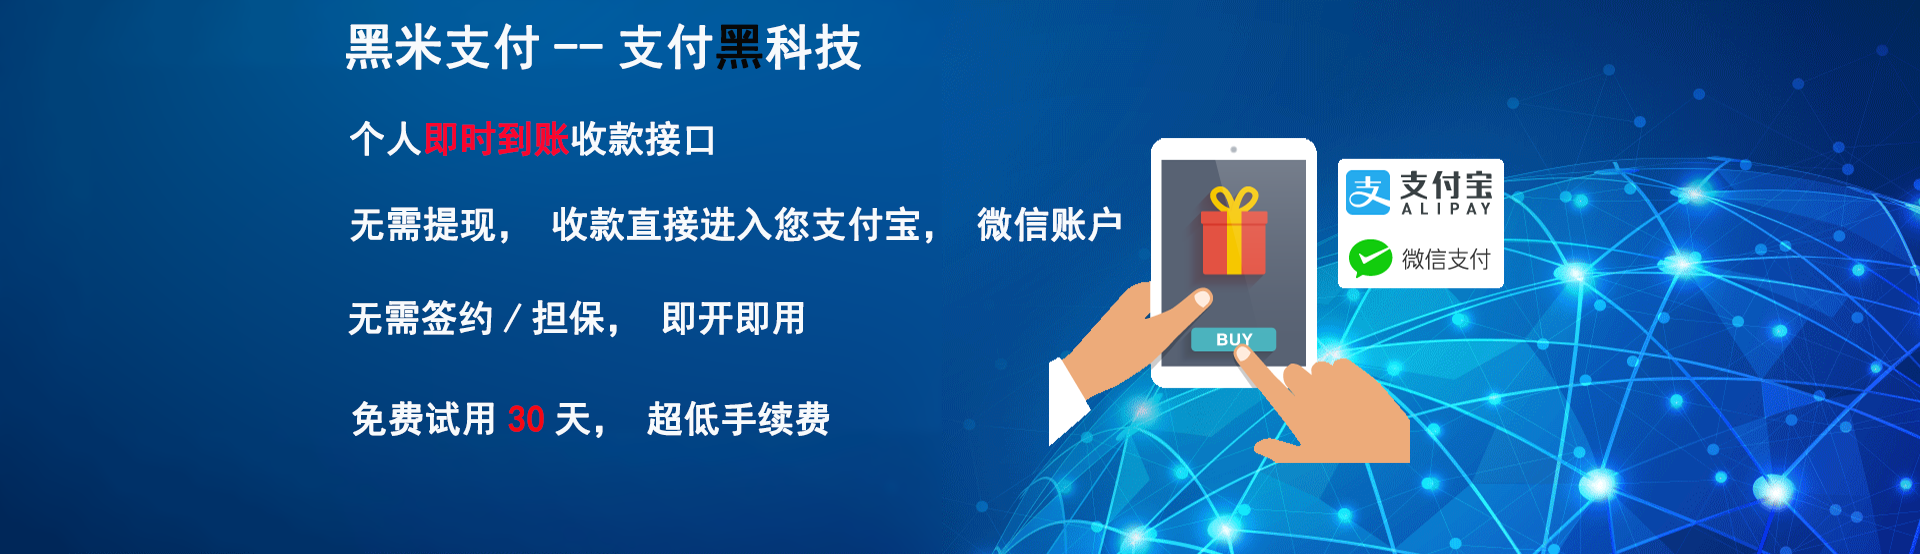 黑米支付 -- 支付黑科技
个人即时到账收款接口
无需提现， 收款直接进入您支付宝， 微信账户
无需签约 / 担保， 即开即用
免费试用 30 天， 超低手续费
BUY
支
支付宝
ALIPAY
微信支付